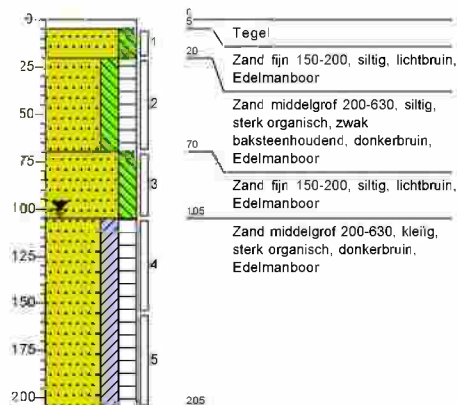 0
5
Tegel
20
Zand fijn 150-200, siltig, lichtbruin,
Edelmanboor
Zand middelgrof 200-630, siltig,
sterk organisch, zwak
baksteenhoudend, donkerbruin,
Edelmanboor
70
Zand fijn 150-200, siltig, lichtbruin,
Edelmanboor
105
Zand middelgrof 200-630, kleiïg,
sterk organisch, donkerbruin,
Edelmanboor
205
0
25
50
75
100
125
150
175
200
1
2
3
4
5